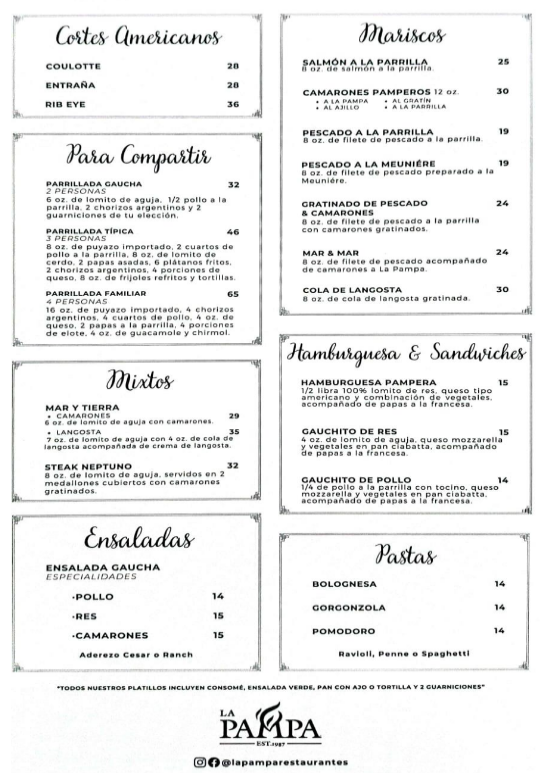 Cortes Americanos
COULOTTE 28
ENTRAÑA 28
RIB EYE 36
Para Compartir
PARRILLADA GAUCHA 32
2 PERSONAS
6 oz. de lomito de aguja, 1/2 pollo a la
parrilla, 2 chorizos argentinos y 2
guarniciones de tu elección.
PARRILLADA TÍPICA 46
3 PERSONAS
8 oz. de puyazo importado, 2 cuartos de
pollo a la parrilla, 8 oz. de lomito de
cerdo, 2 papas asadas, 6 plátanos fritos,
2 chorizos argentinos, 4 porciones de
queso, 8 oz. de frijoles refritos y tortillas.
PARRILLADA FAMILIAR 65
4 PERSONAS
16 oz. de puyazo importado, 4 chorizos
argentinos, 4 cuartos de pollo, 4 oz. de
queso, 2 papas a la parrilla, 4 porciones
de elote, 4 oz. de guacamole y chirmol.
Mixtos
MAR Y TIERRA
• CAMARONES 29
6 oz. de lomito de aguja con camarones.
• LANGOSTA 35
7 oz. de lomito de aguja con 4 oz. de cola de
langosta acompañada de crema de langosta.
STEAK NEPTUNO 32
8 oz. de lomito de aguja, servidos en 2
medallones cubiertos con camarones
gratinados.
Ensaladas
ENSALADA GAUCHA
ESPECIALIDADES
•POLLO 14
•RES 15
•CAMARONES 15
Aderezo Cesar o Ranch
Mariscos
SALMÓN A LA PARRILLA 25
8 oz. de salmón a la parrilla.
CAMARONES PAMPEROS 12 oz. 30
• A LA PAMPA • AL GRATÍN
• AL AJILLO • A LA PARRILLA
PESCADO A LA PARRILLA 19
8 oz. de filete de pescado a la parrilla.
PESCADO A LA MEUNIÉRE 19
8 oz. de filete de pescado preparado a la
Meuniére.
GRATINADO DE PESCADO 24
& CAMARONES
8 oz. de filete de pescado a la parrilla
con camarones gratinados.
MAR & MAR 24
8 oz. de filete de pescado acompañado
de camarones a La Pampa.
COLA DE LANGOSTA 30
8 oz. de cola de langosta gratinada.
Hamburguesa & Sandwiches
HAMBURGUESA PAMPERA 15
1/2 libra 100% lomito de res, queso tipo
americano y combinación de vegetales,
acompañado de papas a la francesa.
GAUCHITO DE RES 15
4 oz. de lomito de aguja, queso mozzarella
y vegetales en pan ciabatta, acompañado
de papas a la francesa.
GAUCHITO DE POLLO 14
1/4 de pollo a la parrilla con tocino, queso
mozzarella y vegetales en pan ciabatta,
acompañado de papas a la francesa.
Pastas
BOLOGNESA 14
GORGONZOLA 14
POMODORO 14
Ravioli, Penne o Spaghetti
"TODOS NUESTROS PLATILLOS INCLUYEN CONSOMÉ, ENSALADA VERDE, PAN CON AJO O TORTILLA Y 2 GUARNICIONES"
LA
PAMPA
EST. 1987
@lapamparestaurantes